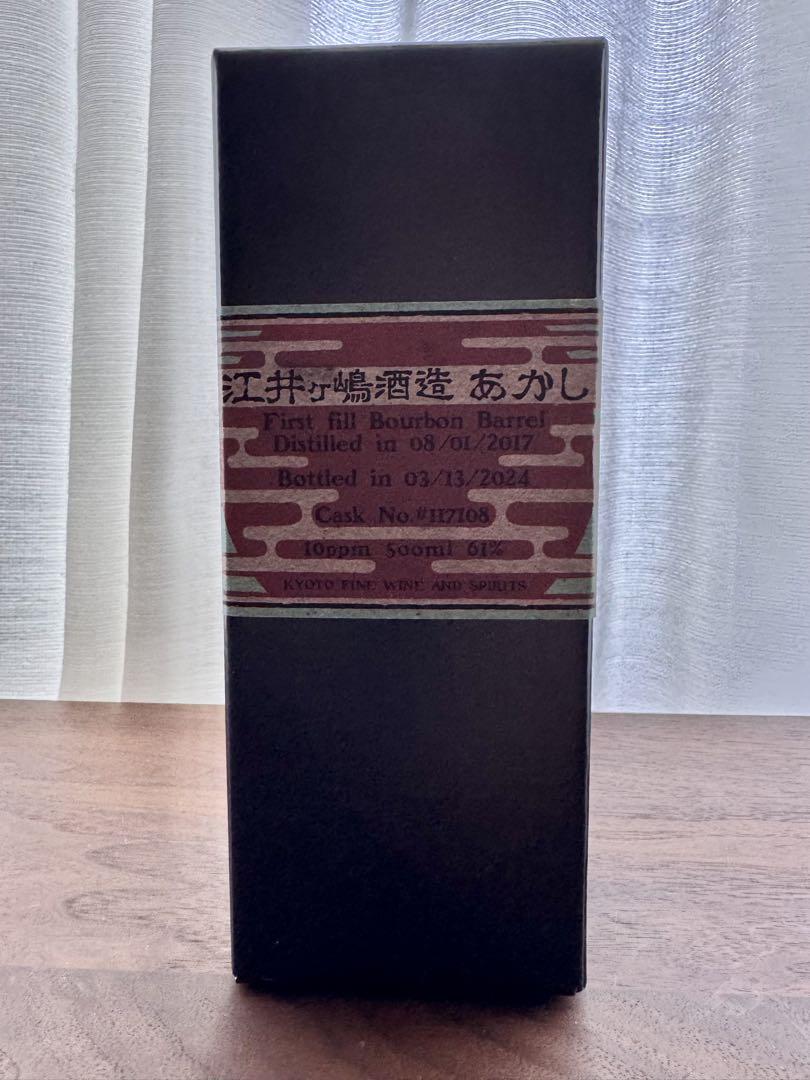 江井ヶ嶋酒造 あかし
First fill Bourbon Barrel
Distilled in 08/01/2017
Bottled in 03/13/2024
Cask No.#117108
10ppm 500ml 61%
KYOTO FINE WINE AND SPIRITS